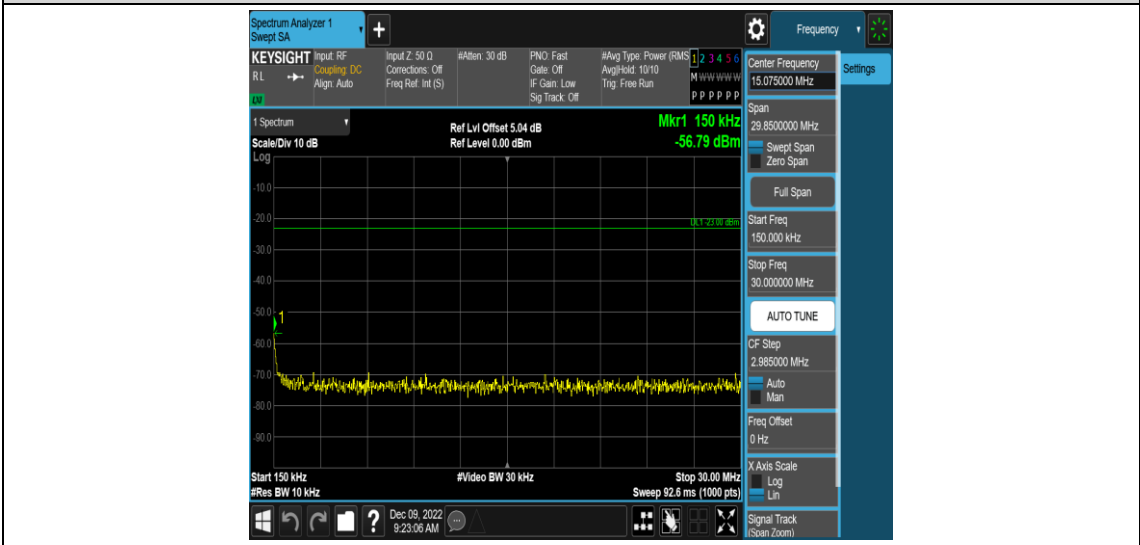 Spectrum Analyzer 1
Swept SA
+
Frequency
KEYSIGHT
RL
LXI
Input: RF
Coupling: DC
Align: Auto
Input Z: 50 Ω
Corrections: Off
Freq Ref: Int (S)
#Atten: 30 dB
PNO: Fast
Gate: Off
IF Gain: Low
Sig Track: Off
#Avg Type: Power (RMS
Avg|Hold: 10/10
Trig: Free Run
1 2 3 4 5 6
M W W W W W
P P P P P P
1 Spectrum
Scale/Div 10 dB
Log
Ref Lvl Offset 5.04 dB
Ref Level 0.00 dBm
Mkr1 150 kHz
-56.79 dBm
DL1 -23.00 dBm
-10.0
-20.0
-30.0
-40.0
-50.0
1
-60.0
-70.0
-80.0
-90.0
Start 150 kHz
#Res BW 10 kHz
#Video BW 30 kHz
Stop 30.00 MHz
Sweep 92.6 ms (1000 pts)
Center Frequency
15.075000 MHz
Settings
Span
29.8500000 MHz
Swept Span
Zero Span
Full Span
Start Freq
150.000 kHz
Stop Freq
30.000000 MHz
AUTO TUNE
CF Step
2.985000 MHz
Auto
Man
Freq Offset
0 Hz
X Axis Scale
Log
Lin
Signal Track
(Span Zoom)
?
Dec 09, 2022
9:23:06 AM